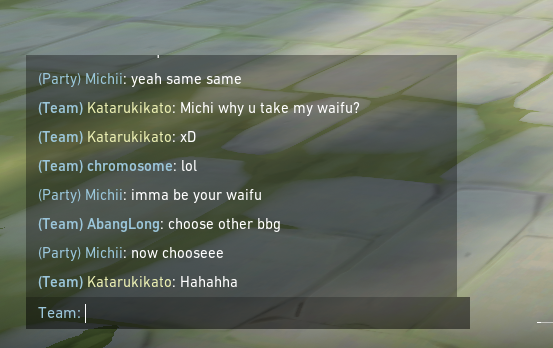 (Party) Michii: yeah same same
(Team) Katarukikato: Michi why u take my waifu?
(Team) Katarukikato: xD
(Team) chromosome: lol
(Party) Michii: imma be your waifu
(Team) AbangLong: choose other bbg
(Party) Michii: now chooseee
(Team) Katarukikato: Hahahha
Team: